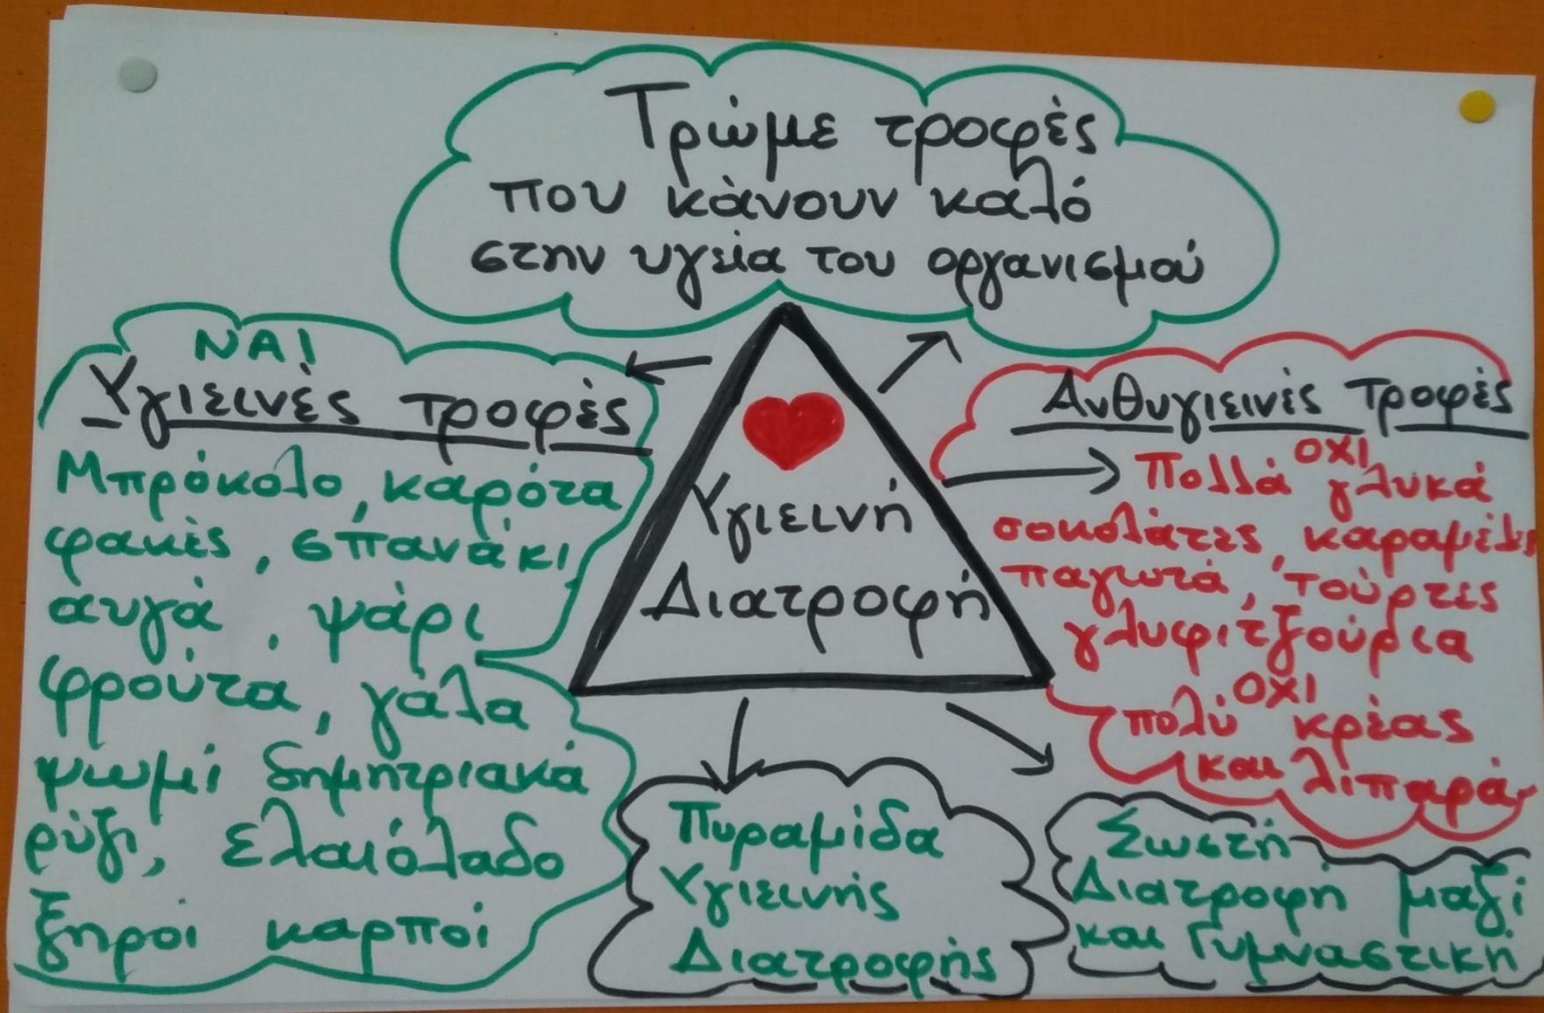 Τρώμε τροφές
που κάνουν καλό
στην υγεία του οργανισμού
ΝΑΙ
Υγιεινές τροφές
Μπρόκολο, καρότα
φακές, σπανάκι
αυγά, ψάρι
φρούτα, γάλα
ψωμί δημητριακά
ρύζι, ελαιόλαδο
ξηροί καρποί
Υγιεινή
Διατροφή
Ανθυγιεινές τροφές
ΟΧΙ
Πολλά γλυκά
σοκολάτες, καραμέλες
παγωτά, τούρτες
γλυφιτζούρια
ΟΧΙ
πολύ κρέας
και λιπαρά
Πυραμίδα
Υγιεινής
Διατροφής
Σωστή
Διατροφή μαζί
και Γυμναστική